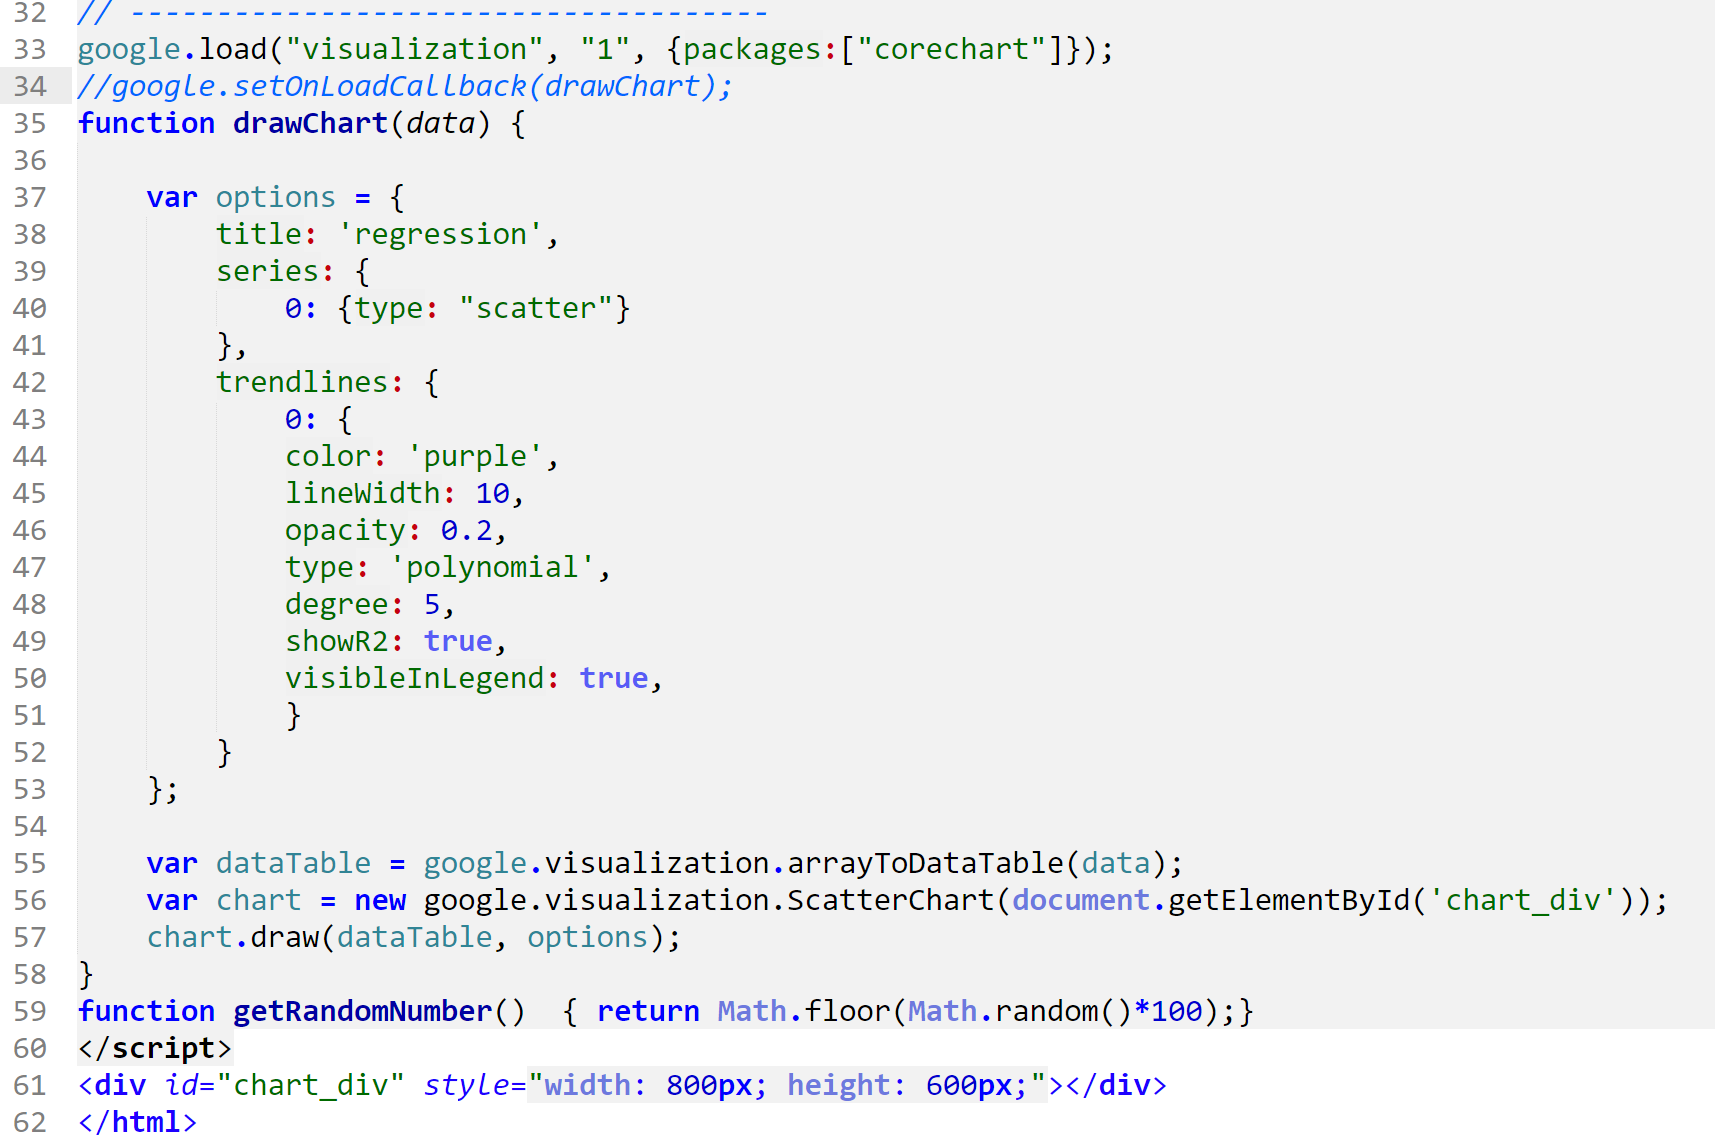 32 // -------------------------------------
33 google.load("visualization", "1", {packages:["corechart"]});
34 //google.setOnLoadCallback(drawChart);
35 function drawChart(data) {
36
37     var options = {
38         title: 'regression',
39         series: {
40             0: {type: "scatter"}
41         },
42         trendlines: {
43             0: {
44             color: 'purple',
45             lineWidth: 10,
46             opacity: 0.2,
47             type: 'polynomial',
48             degree: 5,
49             showR2: true,
50             visibleInLegend: true,
51             }
52         }
53     };
54
55     var dataTable = google.visualization.arrayToDataTable(data);
56     var chart = new google.visualization.ScatterChart(document.getElementById('chart_div'));
57     chart.draw(dataTable, options);
58 }
59 function getRandomNumber()  { return Math.floor(Math.random()*100);}
60 </script>
61 <div id="chart_div" style="width: 800px; height: 600px;"></div>
62 </html>